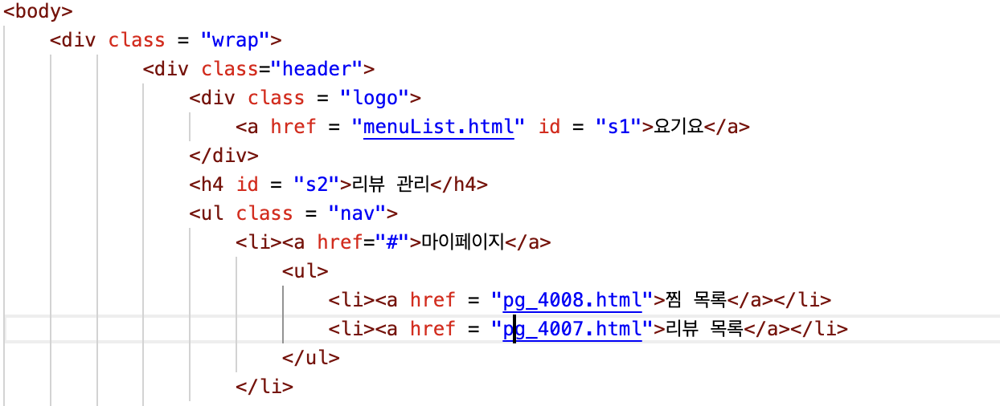 <body>
<div class = "wrap">
<div class="header">
<div class = "logo">
<a href = "menuList.html" id = "s1">요기요</a>
</div>
<h4 id = "s2">리뷰 관리</h4>
<ul class = "nav">
<li><a href="#">마이페이지</a>
<ul>
<li><a href = "pg_4008.html">찜 목록</a></li>
<li><a href = "pg_4007.html">리뷰 목록</a></li>
</ul>
</li>